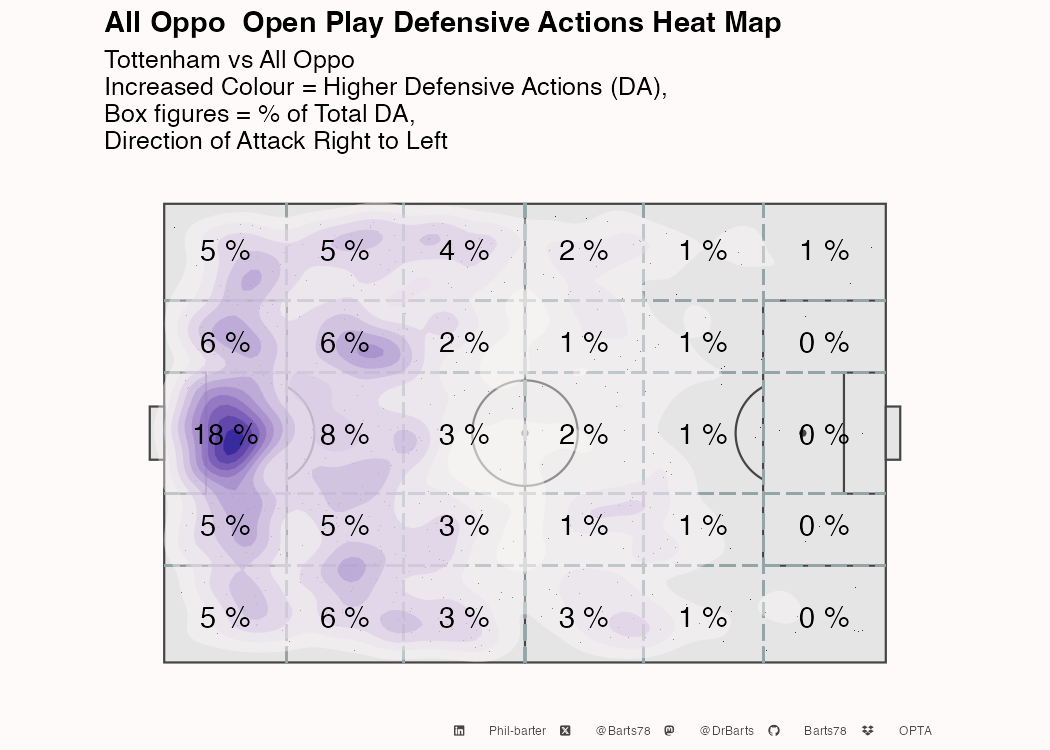 All Oppo  Open Play Defensive Actions Heat Map
Tottenham vs All Oppo
Increased Colour = Higher Defensive Actions (DA),
Box figures = % of Total DA,
Direction of Attack Right to Left
5 % 5 % 4 % 2 % 1 % 1 %
6 % 6 % 2 % 1 % 1 % 0 %
18 % 8 % 3 % 2 % 1 % 0 %
5 % 5 % 3 % 1 % 1 % 0 %
5 % 6 % 3 % 3 % 1 % 0 %
Phil-barter @Barts78 @DrBarts Barts78 OPTA